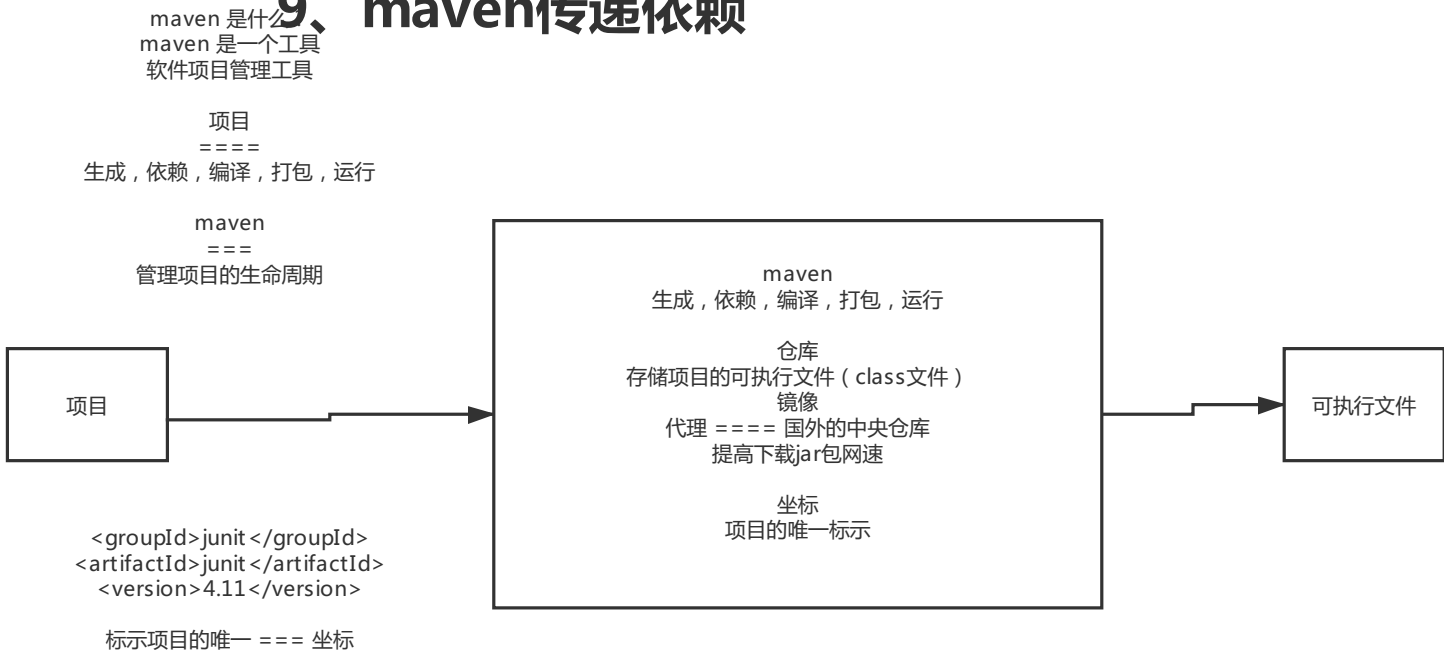 9、maven传递依赖
maven 是什么
maven 是一个工具
软件项目管理工具
项目
====
生成，依赖，编译，打包，运行
maven
===
管理项目的生命周期
项目
<groupId>junit</groupId>
<artifactId>junit</artifactId>
<version>4.11</version>
标示项目的唯一 === 坐标
maven
生成，依赖，编译，打包，运行
仓库
存储项目的可执行文件（class文件）
镜像
代理 ==== 国外的中央仓库
提高下载jar包网速
坐标
项目的唯一标示
可执行文件